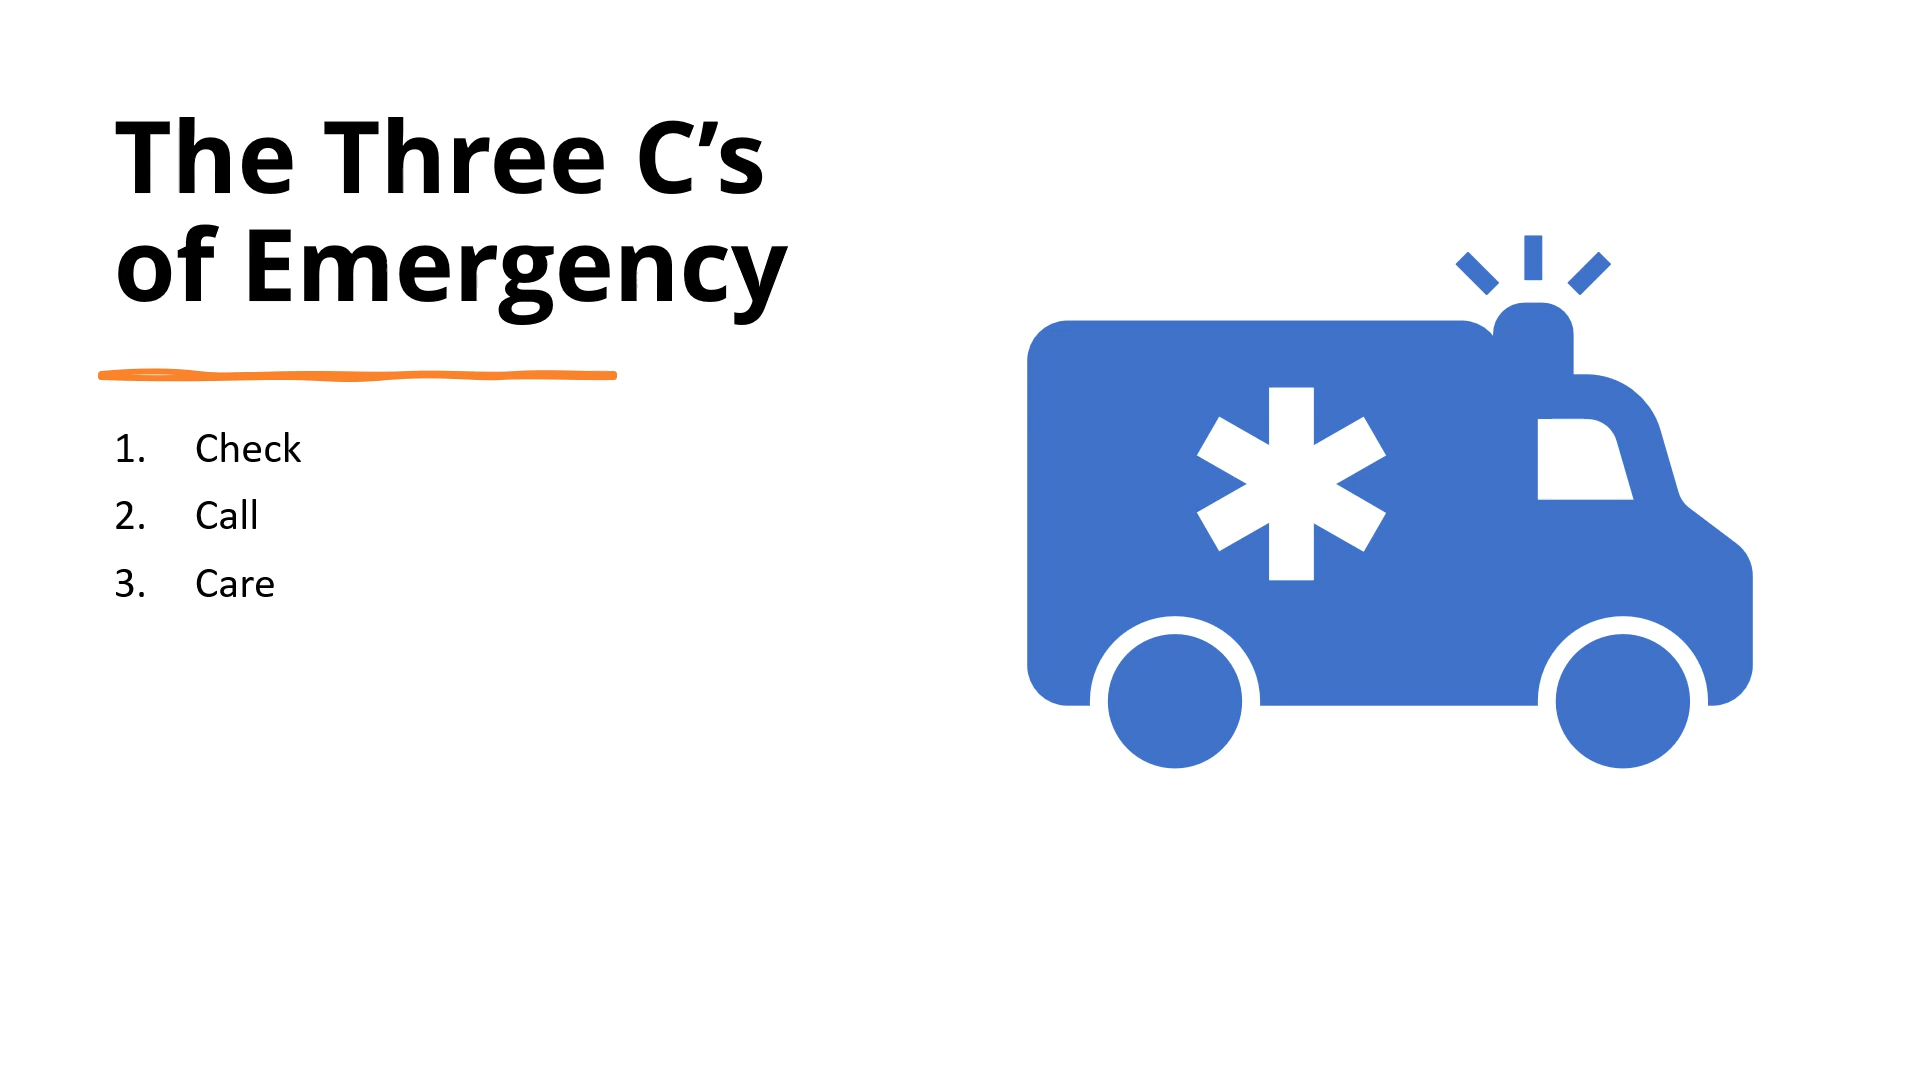 The Three C’s
of Emergency
1. Check
2. Call
3. Care